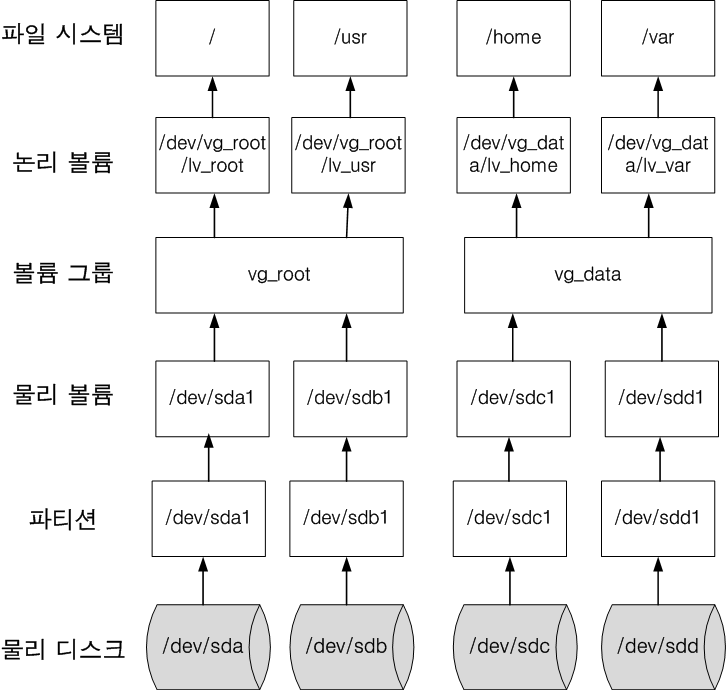 파일 시스템
/
/usr
/home
/var
논리 볼륨
/dev/vg_root
/lv_root
/dev/vg_root
/lv_usr
/dev/vg_dat
a/lv_home
/dev/vg_dat
a/lv_var
볼륨 그룹
vg_root
vg_data
물리 볼륨
/dev/sda1
/dev/sdb1
/dev/sdc1
/dev/sdd1
파티션
/dev/sda1
/dev/sdb1
/dev/sdc1
/dev/sdd1
물리 디스크
/dev/sda
/dev/sdb
/dev/sdc
/dev/sdd